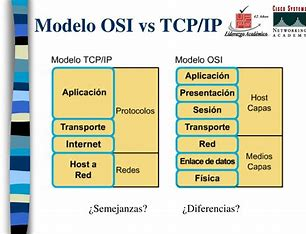 Modelo OSI vs TCP/IP
Liderazgo Académico
CISCO SYSTEMS
NETWORKING
ACADEMY
Modelo TCP/IP
Aplicación
Transporte
Internet
Host a
Red
Protocolos
Redes
Modelo OSI
Aplicación
Presentación
Sesión
Transporte
Red
Enlace de datos
Física
Host
Capas
Medios
Capas
¿Semejanzas?
¿Diferencias?